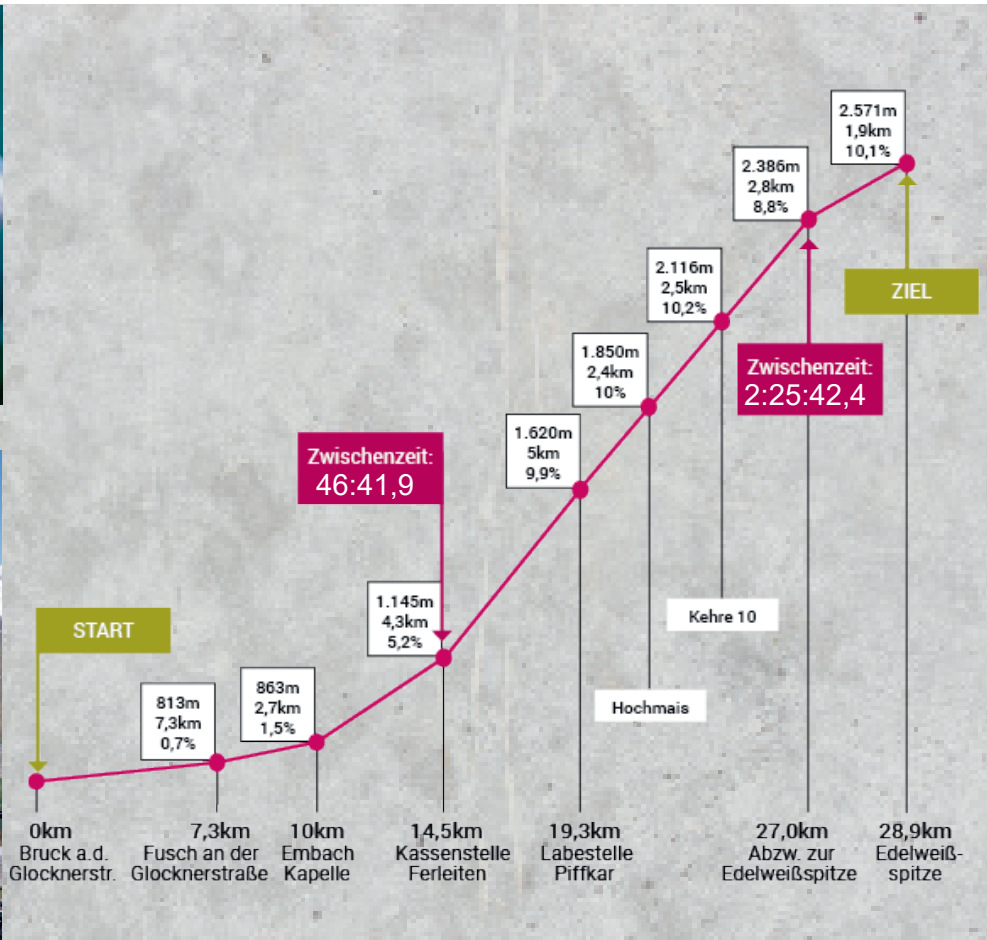 2.571m
1,9km
10,1%
2.386m
2,8km
8,8%
ZIEL
2.116m
2,5km
10,2%
1.850m
2,4km
10%
Zwischenzeit:
2:25:42,4
1.620m
5km
9,9%
Zwischenzeit:
46:41,9
1.145m
4,3km
5,2%
START
Kehre 10
863m
2,7km
1,5%
813m
7,3km
0,7%
Hochmais
0km
Bruck a.d.
Glocknerstr.
7,3km
Fusch an der
Glocknerstraße
10km
Embach
Kapelle
14,5km
Kassenstelle
Ferleiten
19,3km
Labestelle
Piffkar
27,0km
Abzw. zur
Edelweißspitze
28,9km
Edelweiß-
spitze